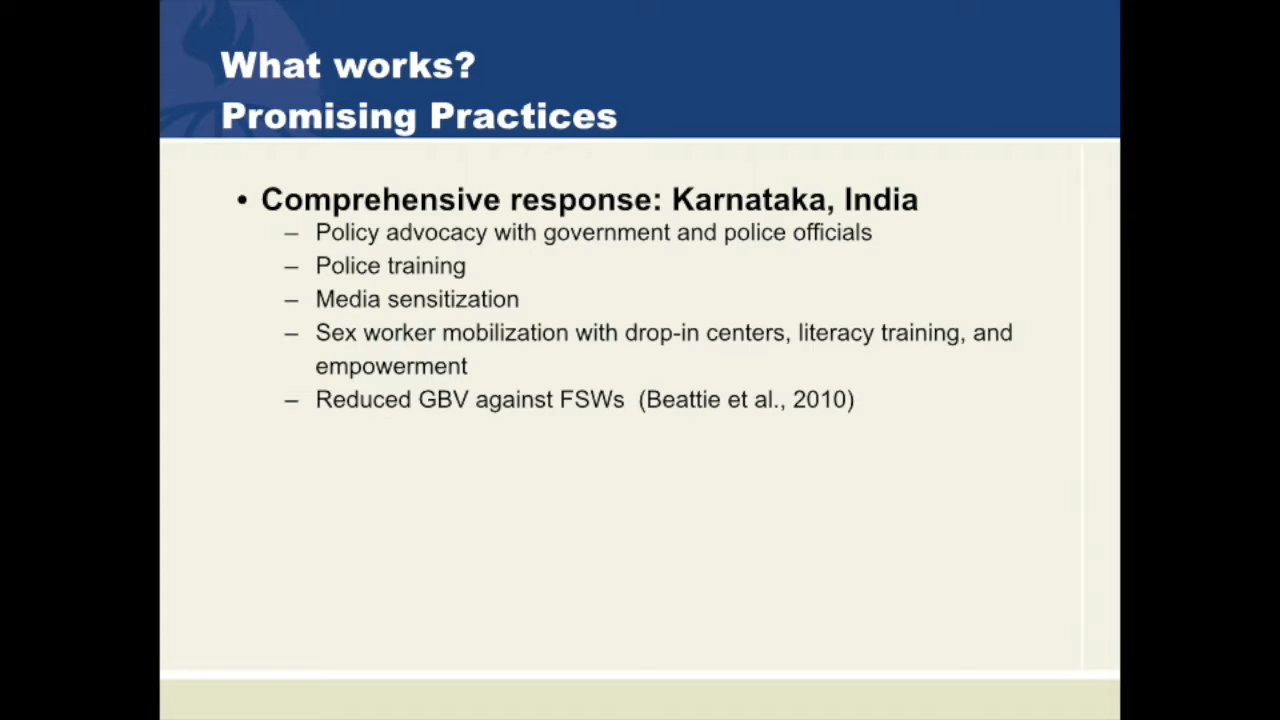 What works?
Promising Practices
• Comprehensive response: Karnataka, India
– Policy advocacy with government and police officials
– Police training
– Media sensitization
– Sex worker mobilization with drop-in centers, literacy training, and
empowerment
– Reduced GBV against FSWs (Beattie et al., 2010)